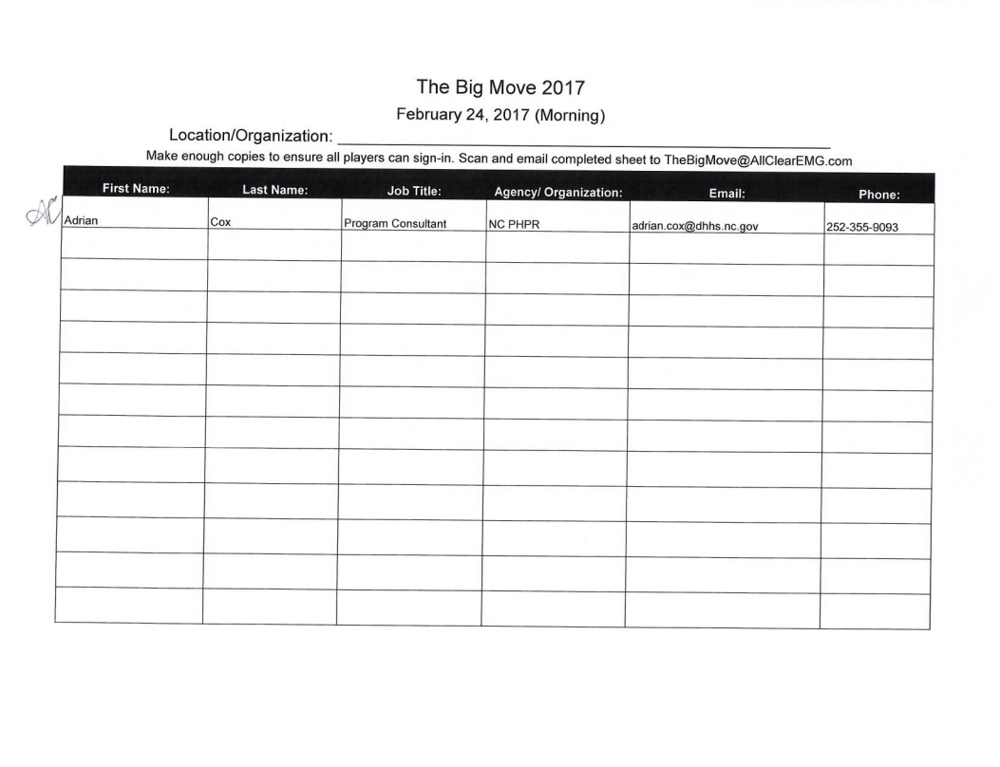 The Big Move 2017
February 24, 2017 (Morning)
Location/Organization:
Make enough copies to ensure all players can sign-in. Scan and email completed sheet to TheBigMove@AllClearEMG.com
First Name: Last Name: Job Title: Agency/ Organization: Email: Phone:
AC Adrian Cox Program Consultant NC PHPR adrian.cox@dhhs.nc.gov 252-355-9093